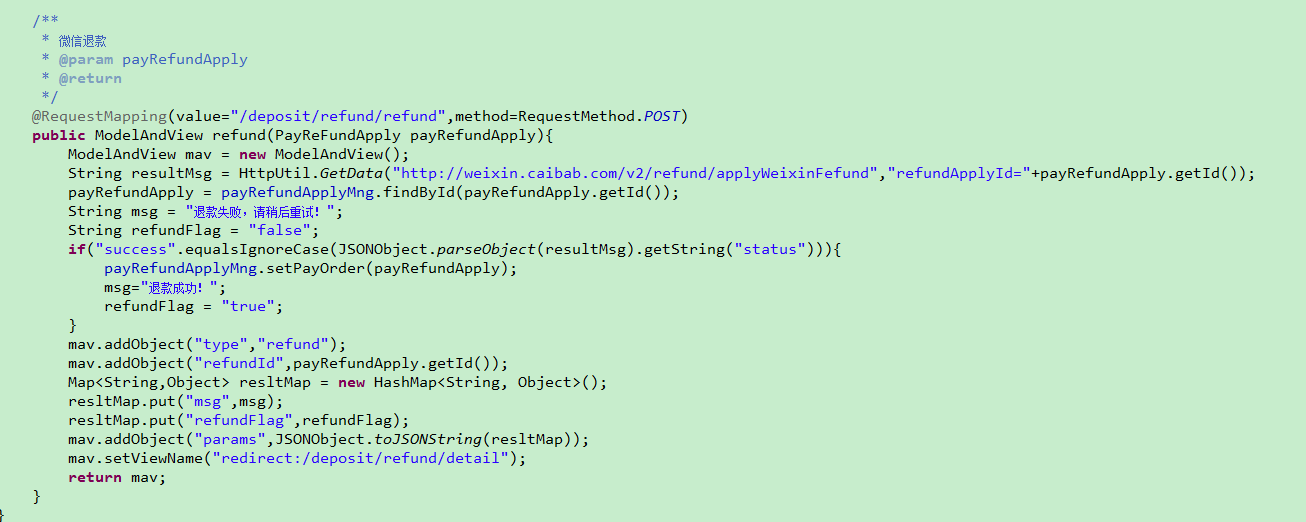 /**
 * 微信退款
 * @param payRefundApply
 * @return
 */
@RequestMapping(value="/deposit/refund/refund",method=RequestMethod.POST)
public ModelAndView refund(PayReFundApply payRefundApply){
    ModelAndView mav = new ModelAndView();
    String resultMsg = HttpUtil.GetData("http://weixin.caibab.com/v2/refund/applyWeixinFefund","refundApplyId="+payRefundApply.getId());
    payRefundApply = payRefundApplyMng.findById(payRefundApply.getId());
    String msg = "退款失败，请稍后重试！";
    String refundFlag = "false";
    if("success".equalsIgnoreCase(JSONObject.parseObject(resultMsg).getString("status"))){
        payRefundApplyMng.setPayOrder(payRefundApply);
        msg="退款成功！";
        refundFlag = "true";
    }
    mav.addObject("type","refund");
    mav.addObject("refundId",payRefundApply.getId());
    Map<String,Object> resltMap = new HashMap<String, Object>();
    resltMap.put("msg",msg);
    resltMap.put("refundFlag",refundFlag);
    mav.addObject("params",JSONObject.toJSONString(resltMap));
    mav.setViewName("redirect:/deposit/refund/detail");
    return mav;
}
}